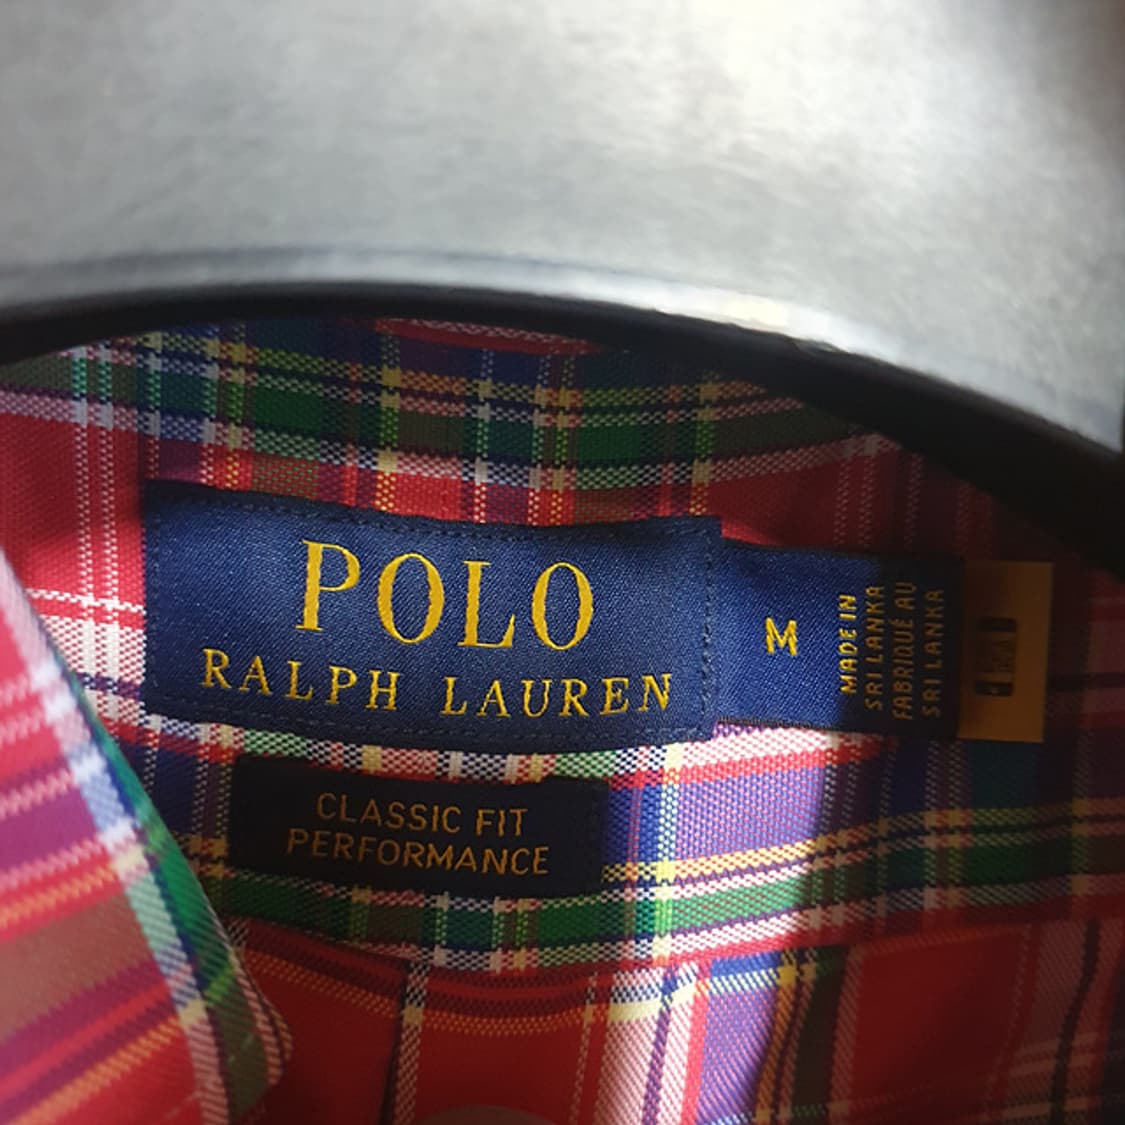 POLO
RALPH LAUREN
M
MADE IN
SRI LANKA
FABRIQUÉ AU
SRI LANKA
CLASSIC FIT
PERFORMANCE